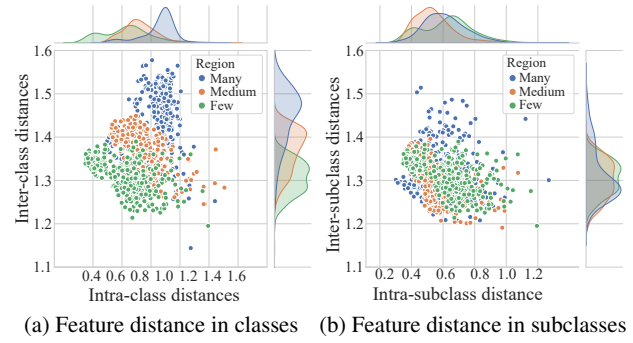 1.6
1.5
1.4
1.3
1.2
1.1
Inter-class distances
Region
Many
Medium
Few
0.4 0.6 0.8 1.0 1.2 1.4 1.6
Intra-class distances
(a) Feature distance in classes
1.6
1.5
1.4
1.3
1.2
1.1
Inter-subclass distances
Region
Many
Medium
Few
0.2 0.4 0.6 0.8 1.0 1.2
Intra-subclass distance
(b) Feature distance in subclasses